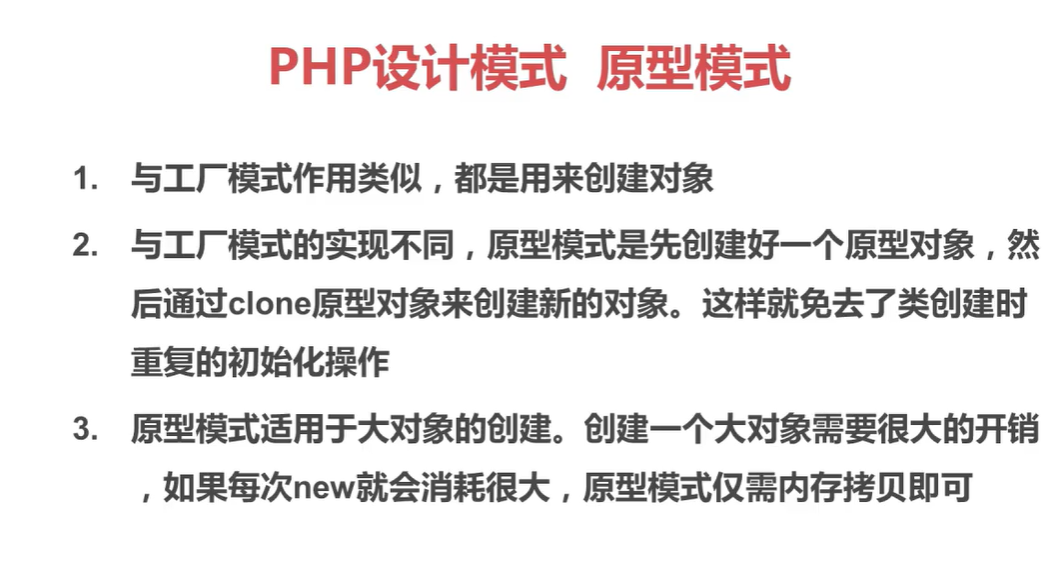 PHP设计模式 原型模式
1. 与工厂模式作用类似，都是用来创建对象
2. 与工厂模式的实现不同，原型模式是先创建好一个原型对象，然
后通过clone原型对象来创建新的对象。这样就免去了类创建时
重复的初始化操作
3. 原型模式适用于大对象的创建。创建一个大对象需要很大的开销
，如果每次new就会消耗很大，原型模式仅需内存拷贝即可